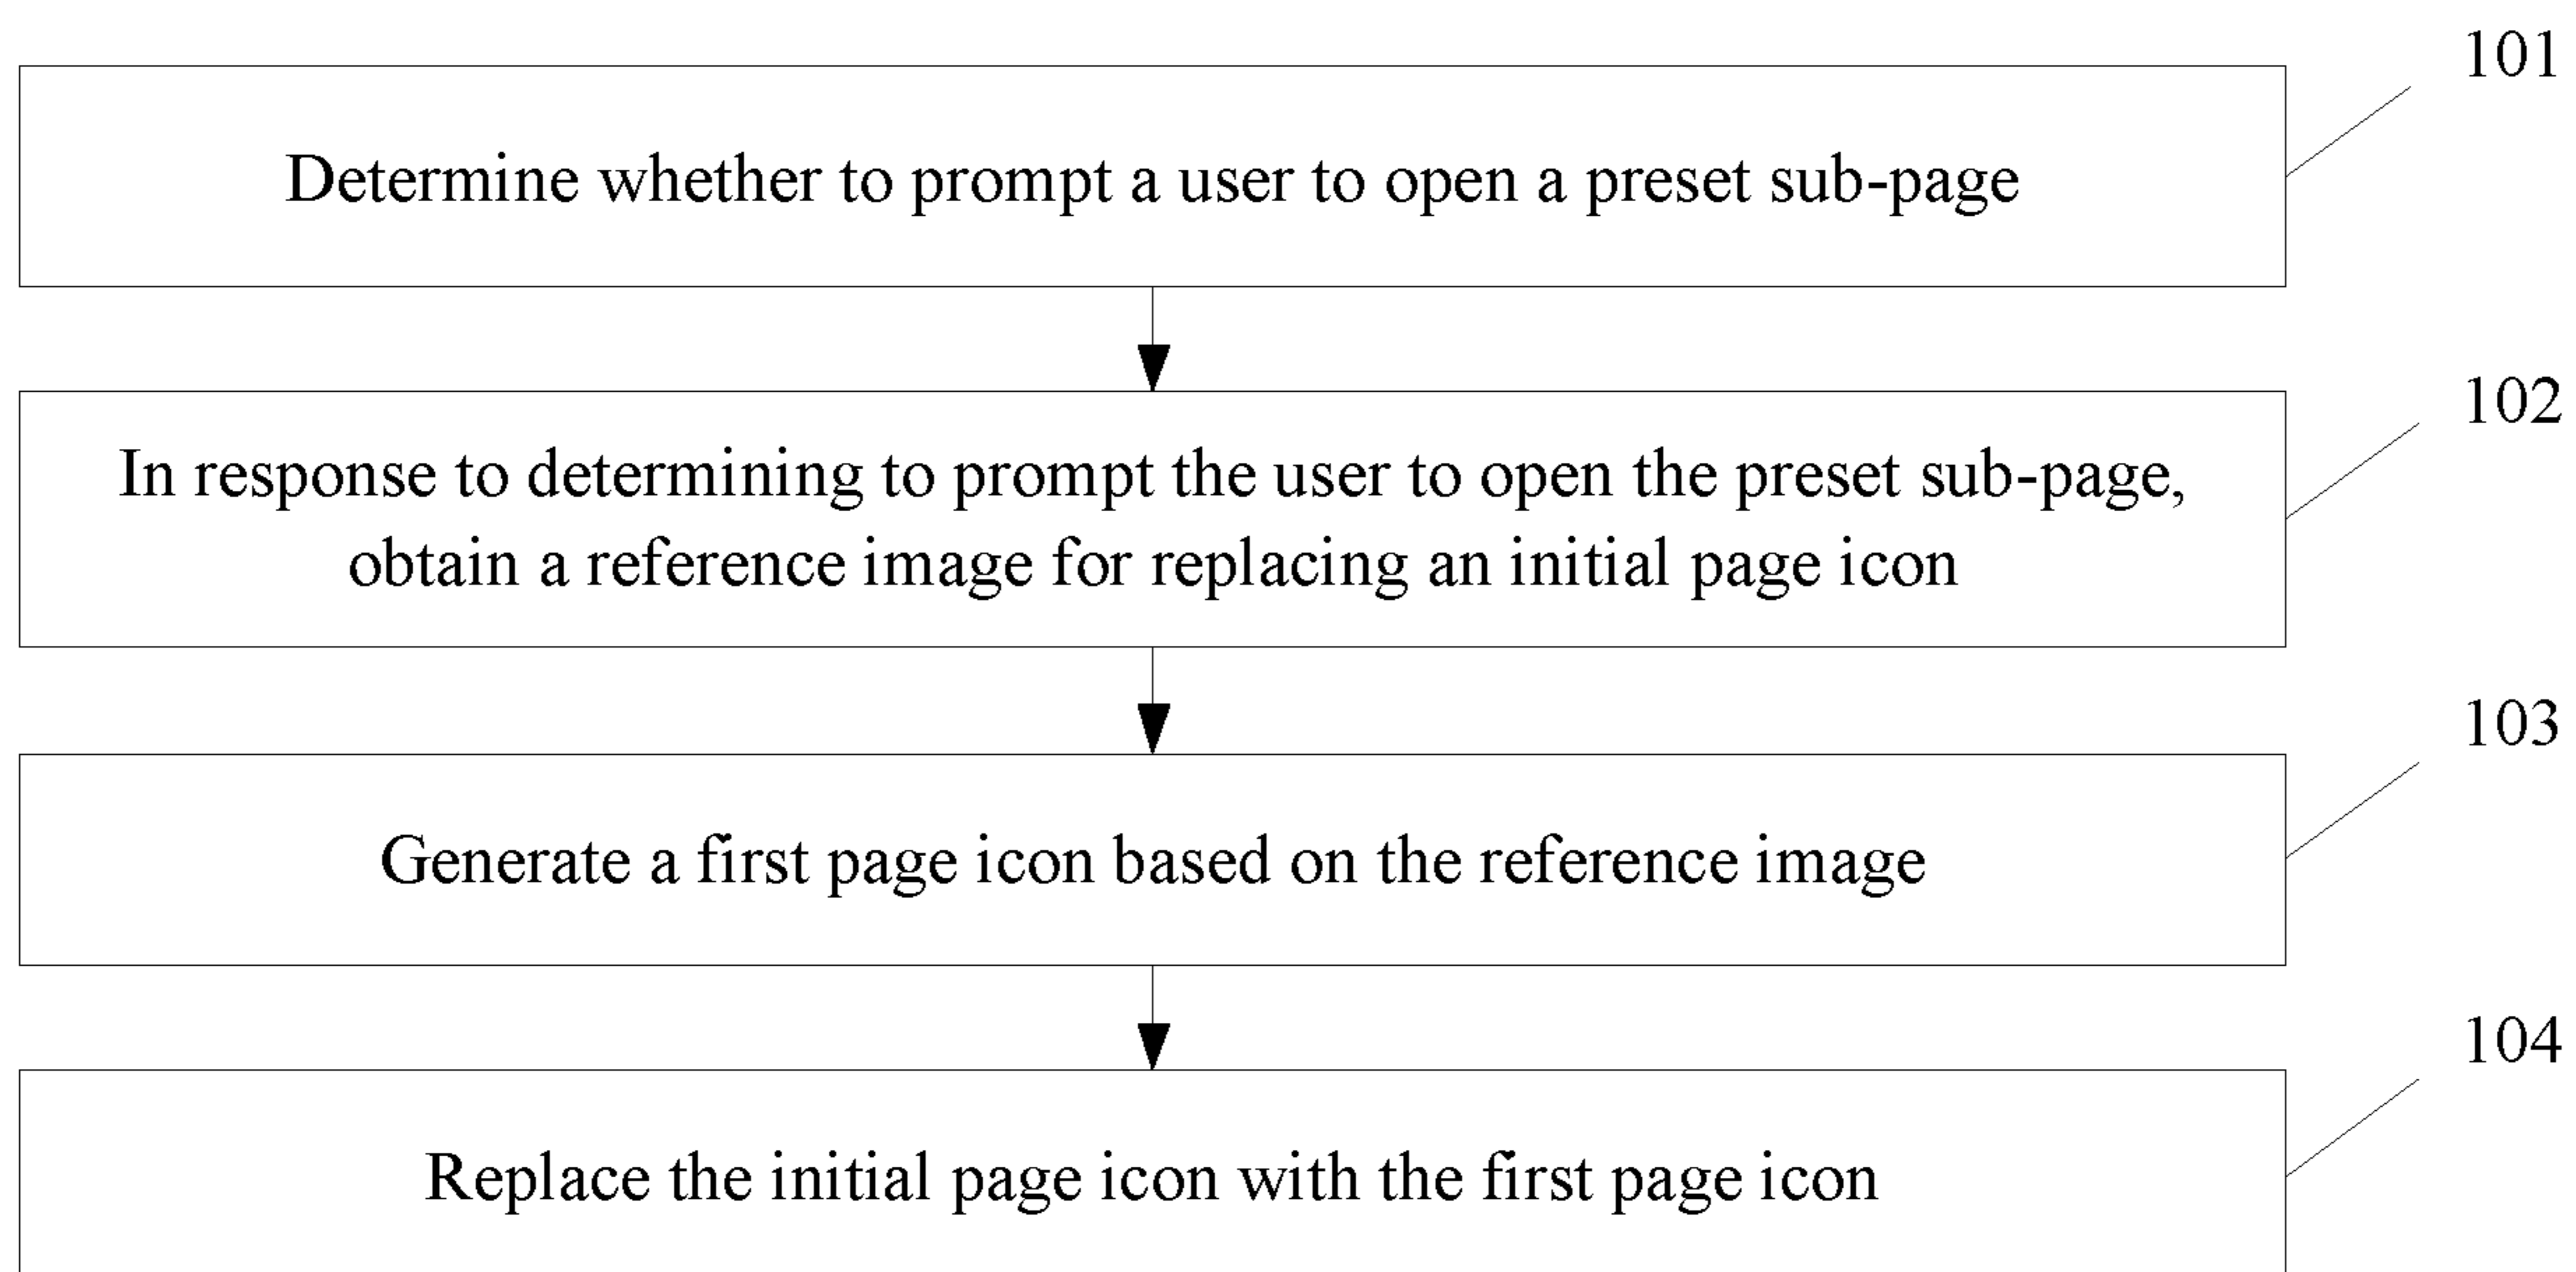 101
Determine whether to prompt a user to open a preset sub-page
102
In response to determining to prompt the user to open the preset sub-page,
obtain a reference image for replacing an initial page icon
103
Generate a first page icon based on the reference image
104
Replace the initial page icon with the first page icon